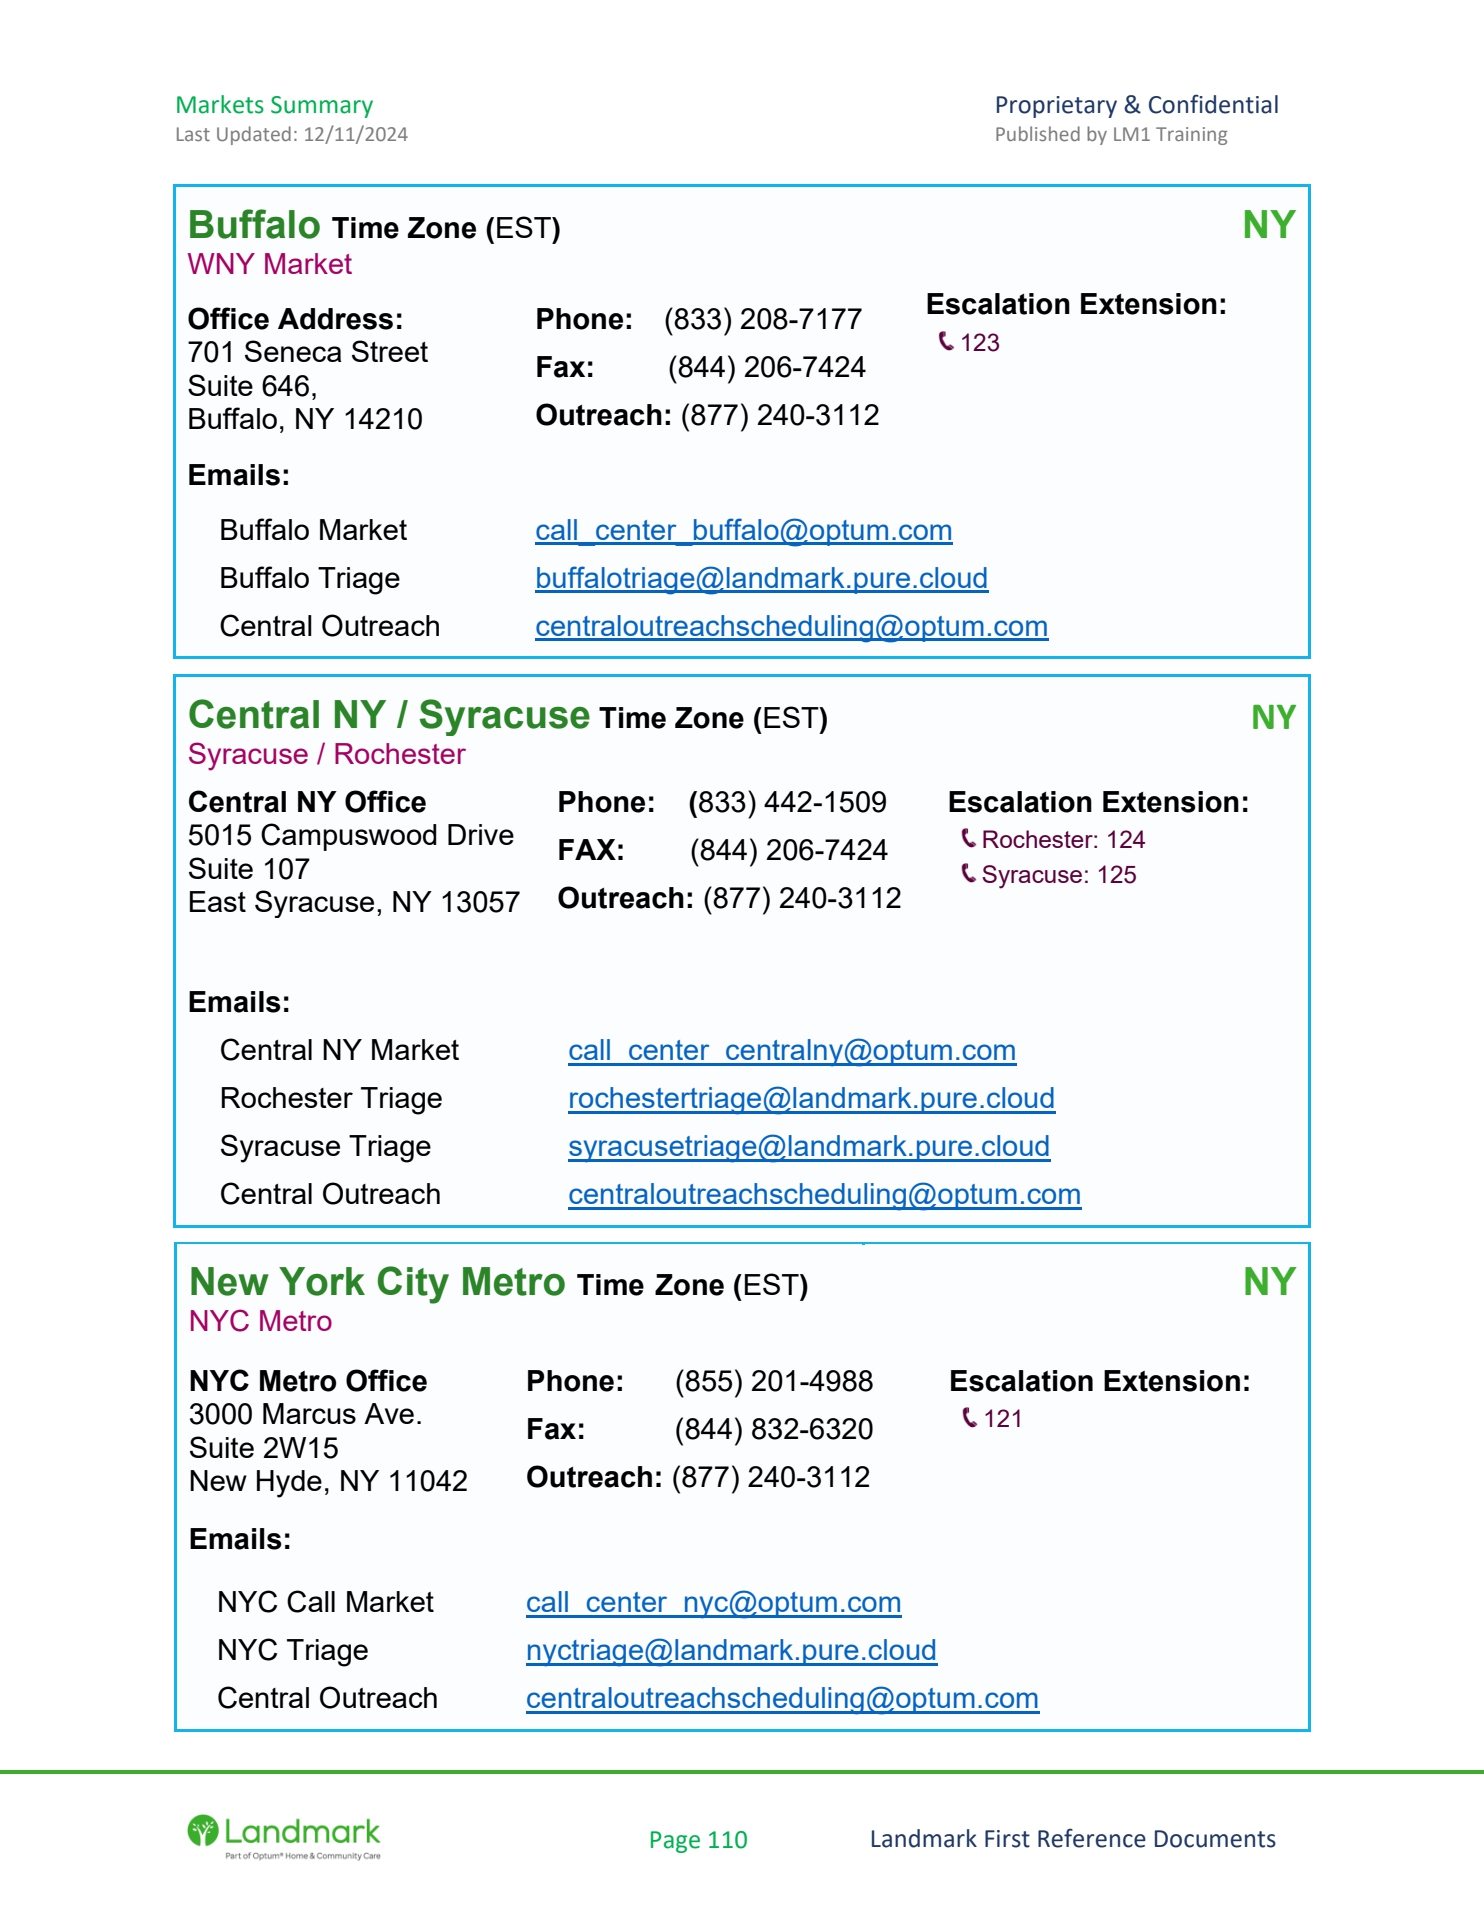 Markets Summary
Proprietary & Confidential
Last Updated: 12/11/2024
Published by LM1 Training
Buffalo Time Zone (EST)
NY
WNY Market
Office Address:
701 Seneca Street
Suite 646,
Buffalo, NY 14210
Phone: (833) 208-7177
Fax: (844) 206-7424
Outreach: (877) 240-3112
Escalation Extension:
123
Emails:
Buffalo Market call_center_buffalo@optum.com
Buffalo Triage buffalotriage@landmark.pure.cloud
Central Outreach centraloutreachscheduling@optum.com
Central NY / Syracuse Time Zone (EST)
NY
Syracuse / Rochester
Central NY Office
5015 Campuswood Drive
Suite 107
East Syracuse, NY 13057
Phone: (833) 442-1509
FAX: (844) 206-7424
Outreach: (877) 240-3112
Escalation Extension:
Rochester: 124
Syracuse: 125
Emails:
Central NY Market call_center_centralny@optum.com
Rochester Triage rochestertriage@landmark.pure.cloud
Syracuse Triage syracusetriage@landmark.pure.cloud
Central Outreach centraloutreachscheduling@optum.com
New York City Metro Time Zone (EST)
NY
NYC Metro
NYC Metro Office
3000 Marcus Ave.
Suite 2W15
New Hyde, NY 11042
Phone: (855) 201-4988
Fax: (844) 832-6320
Outreach: (877) 240-3112
Escalation Extension:
121
Emails:
NYC Call Market call_center_nyc@optum.com
NYC Triage nyctriage@landmark.pure.cloud
Central Outreach centraloutreachscheduling@optum.com
Landmark
Part of Optum® Home & Community Care
Page 110
Landmark First Reference Documents